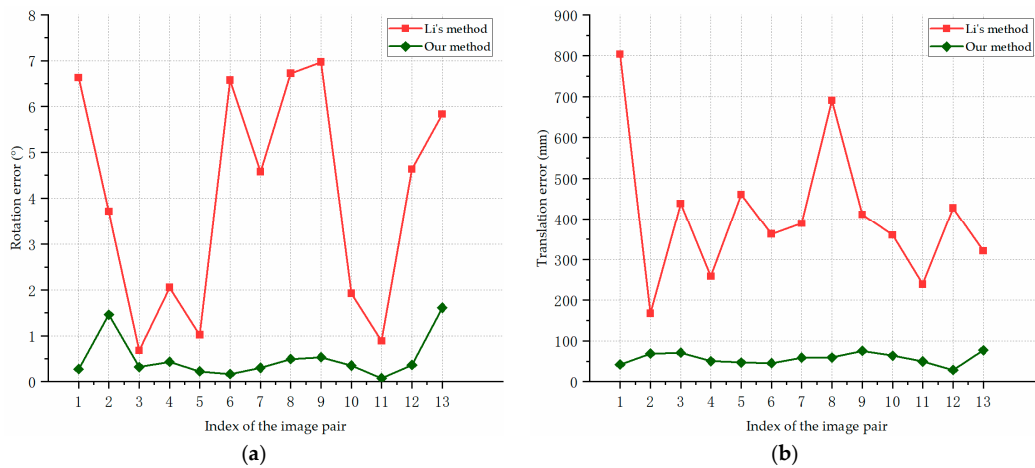 8
7
6
5
4
3
2
1
0
Rotation error (°)
Li's method
Our method
1 2 3 4 5 6 7 8 9 10 11 12 13
Index of the image pair
(a)
900
800
700
600
500
400
300
200
100
0
Translation error (mm)
Li's method
Our method
1 2 3 4 5 6 7 8 9 10 11 12 13
Index of the image pair
(b)